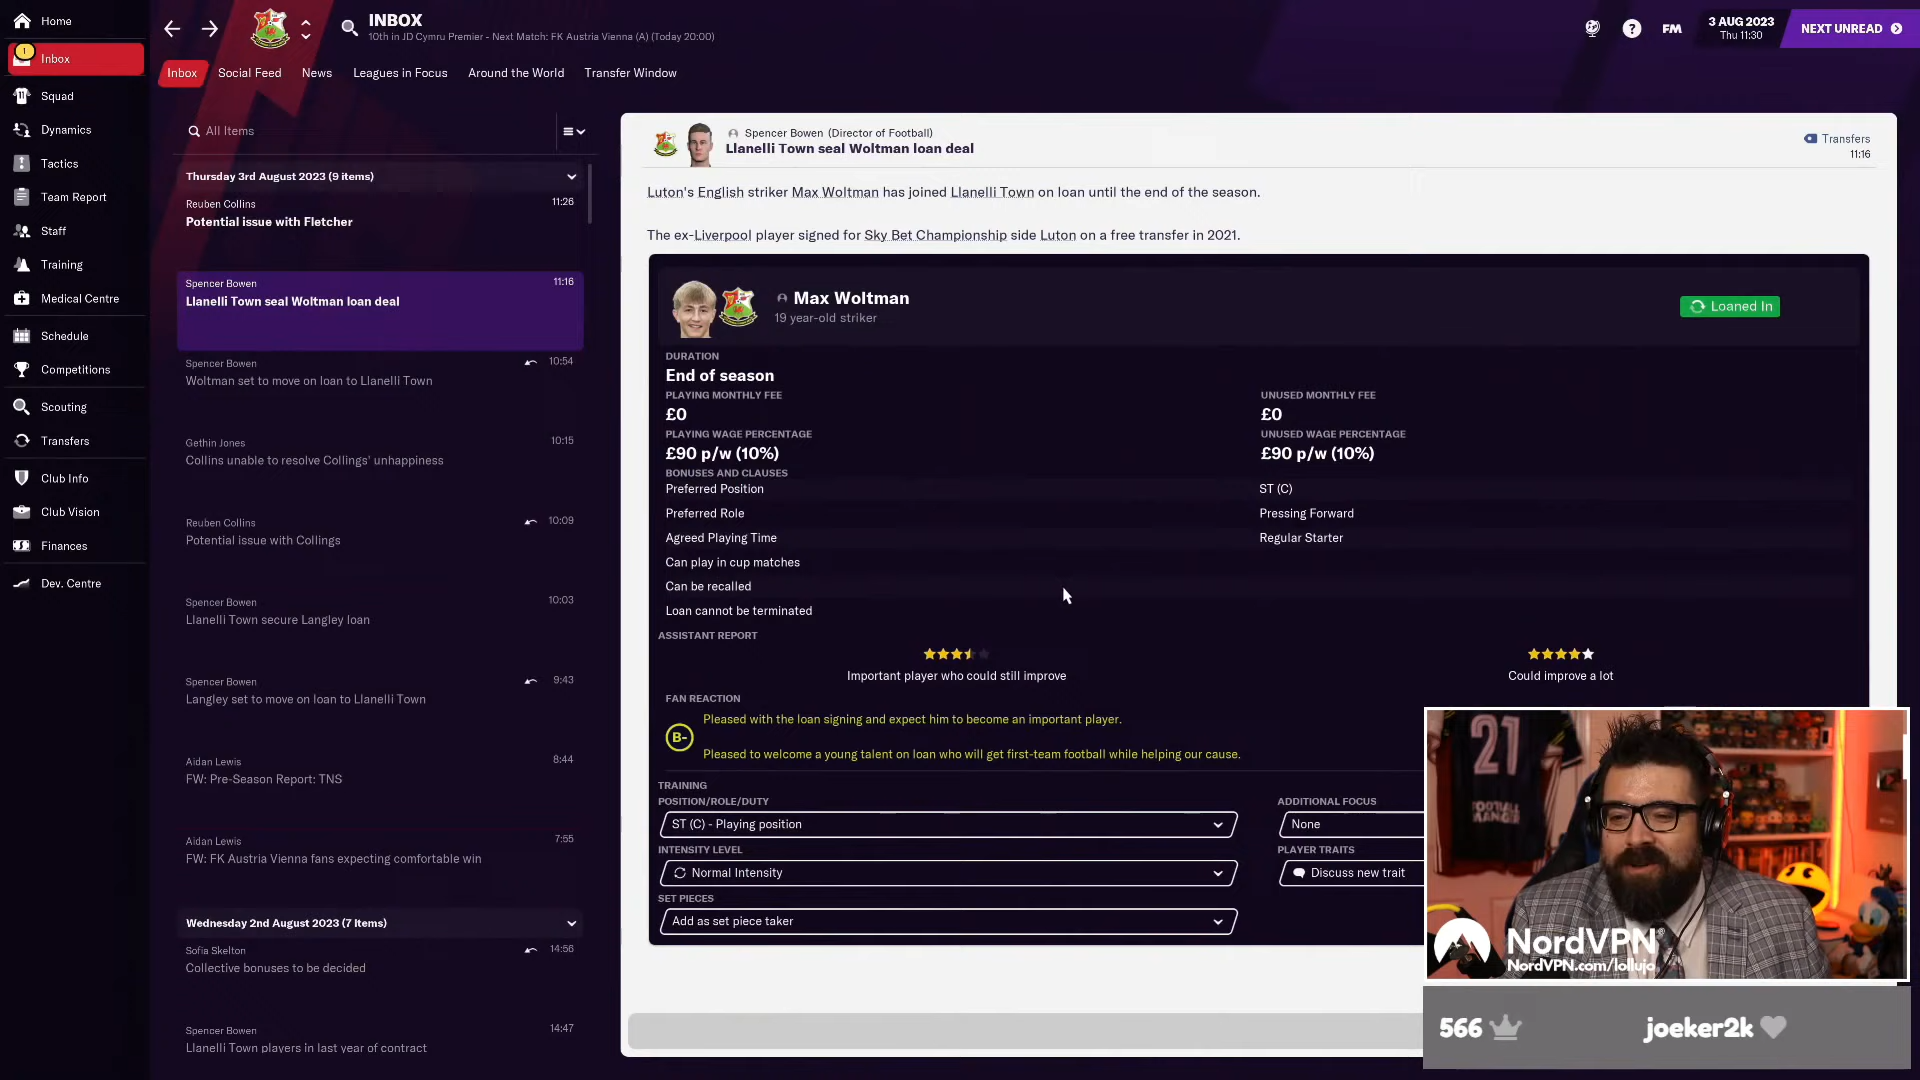 Home
Inbox
1
Squad
Dynamics
Tactics
Team Report
Staff
Training
Medical Centre
Schedule
Competitions
Scouting
Transfers
Club Info
Club Vision
Finances
Dev. Centre
INBOX
10th in JD Cymru Premier - Next Match: FK Austria Vienna (A) (Today 20:00)
FM
3 AUG 2023
Thu 11:30
NEXT UNREAD
Inbox Social Feed News Leagues in Focus Around the World Transfer Window
All Items
Thursday 3rd August 2023 (9 items)
Reuben Collins 11:26
Potential issue with Fletcher
Spencer Bowen 11:16
Llanelli Town seal Woltman loan deal
Spencer Bowen 10:54
Woltman set to move on loan to Llanelli Town
Gethin Jones 10:15
Collins unable to resolve Collings' unhappiness
Reuben Collins 10:09
Potential issue with Collings
Spencer Bowen 10:03
Llanelli Town secure Langley loan
Spencer Bowen 9:43
Langley set to move on loan to Llanelli Town
Aidan Lewis 8:44
FW: Pre-Season Report: TNS
Aidan Lewis 7:55
FW: FK Austria Vienna fans expecting comfortable win
Wednesday 2nd August 2023 (7 items)
Sofia Skelton 14:56
Collective bonuses to be decided
Spencer Bowen 14:47
Llanelli Town players in last year of contract
Spencer Bowen (Director of Football)
Llanelli Town seal Woltman loan deal
Transfers
11:16
Luton's English striker Max Woltman has joined Llanelli Town on loan until the end of the season.
The ex-Liverpool player signed for Sky Bet Championship side Luton on a free transfer in 2021.
Max Woltman
19 year-old striker
Loaned In
DURATION
End of season
PLAYING MONTHLY FEE UNUSED MONTHLY FEE
£0 £0
PLAYING WAGE PERCENTAGE UNUSED WAGE PERCENTAGE
£90 p/w (10%) £90 p/w (10%)
BONUSES AND CLAUSES
Preferred Position ST (C)
Preferred Role Pressing Forward
Agreed Playing Time Regular Starter
Can play in cup matches
Can be recalled
Loan cannot be terminated
ASSISTANT REPORT
Important player who could still improve Could improve a lot
FAN REACTION
B-
Pleased with the loan signing and expect him to become an important player.
Pleased to welcome a young talent on loan who will get first-team football while helping our cause.
TRAINING
POSITION/ROLE/DUTY ADDITIONAL FOCUS
ST (C) - Playing position None
INTENSITY LEVEL PLAYER TRAITS
Normal Intensity Discuss new trait
SET PIECES
Add as set piece taker
21
NordVPN
NordVPN.com/lollujo
566 joeker2k